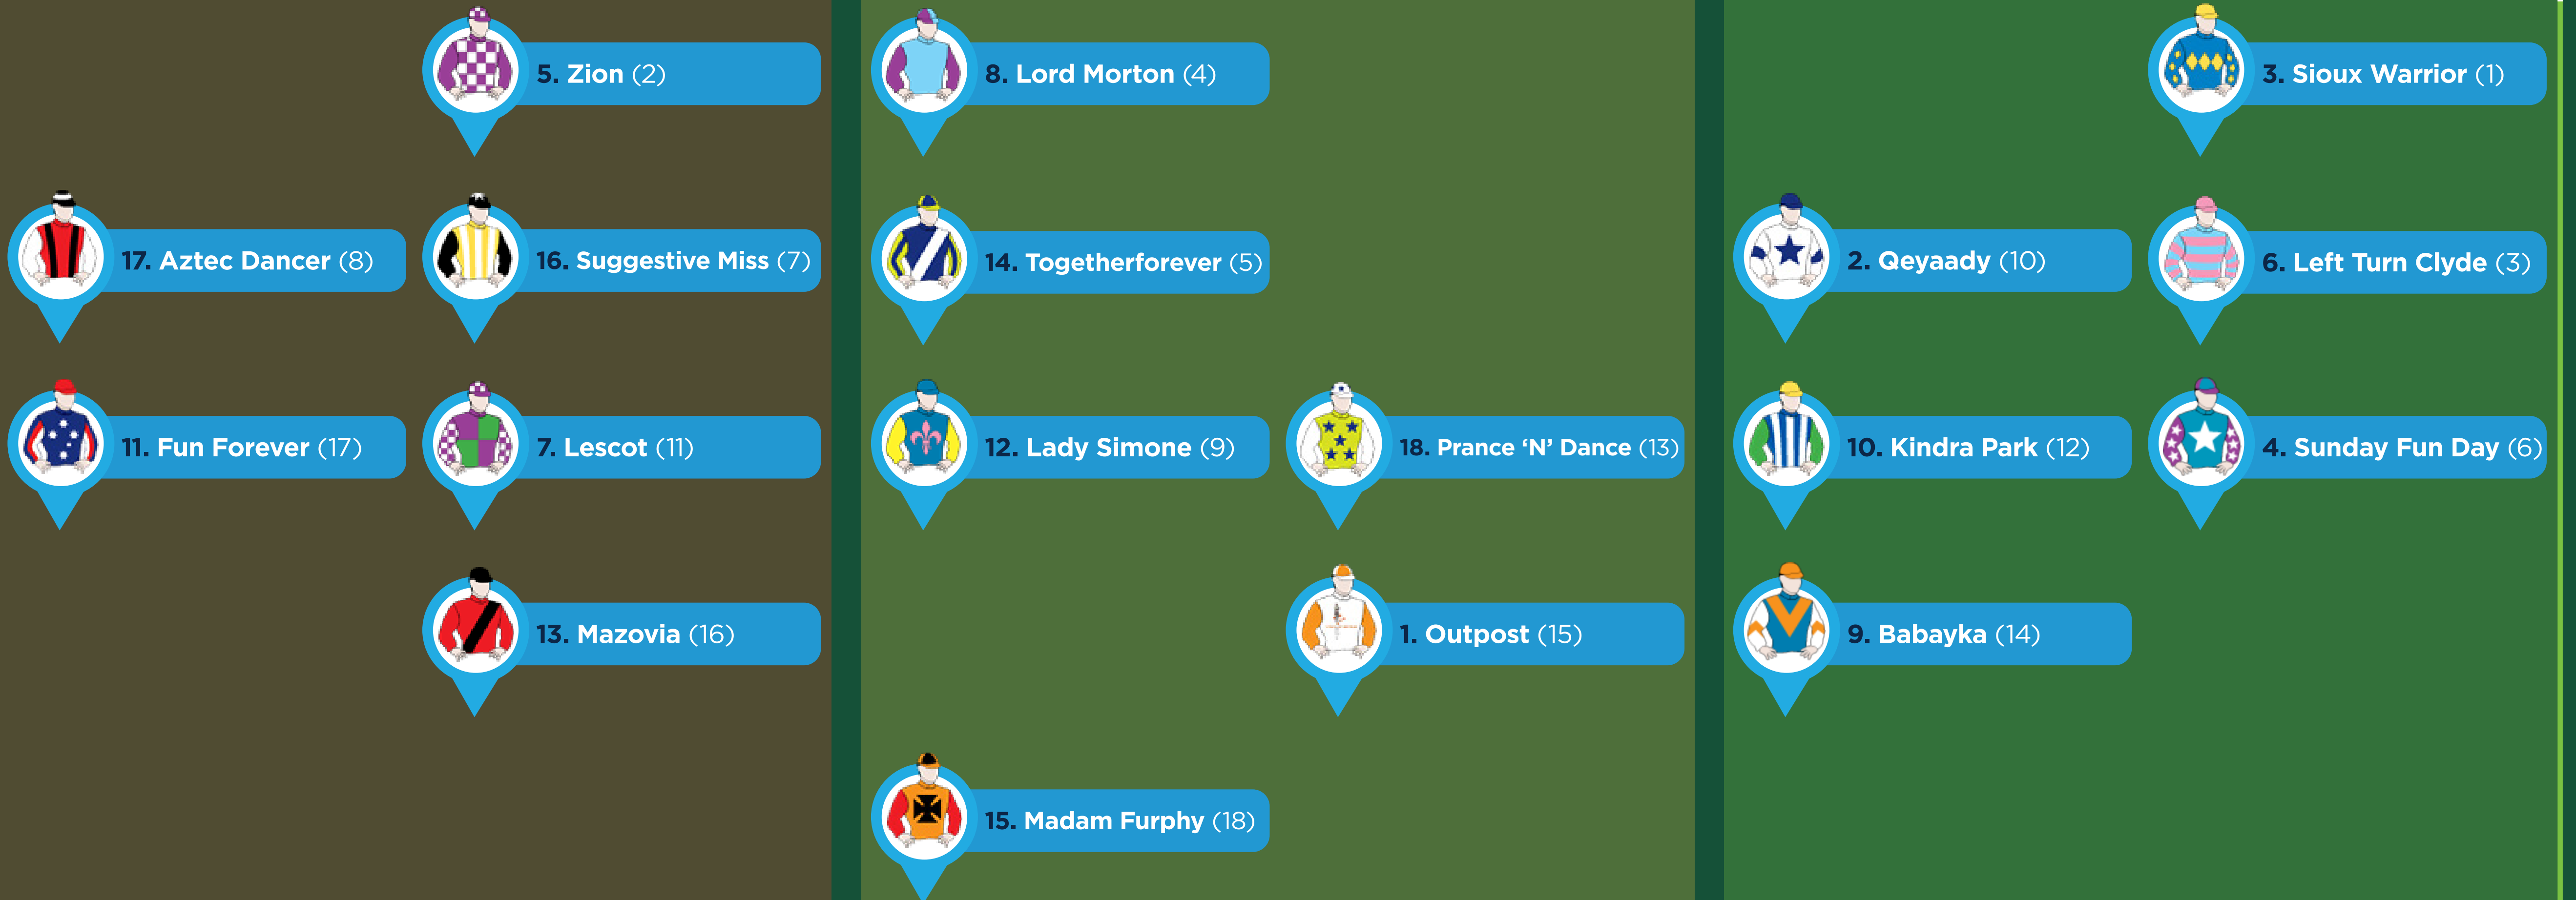 5. Zion (2)
8. Lord Morton (4)
3. Sioux Warrior (1)
17. Aztec Dancer (8)
16. Suggestive Miss (7)
14. Togetherforever (5)
2. Qeyaady (10)
6. Left Turn Clyde (3)
11. Fun Forever (17)
7. Lescot (11)
12. Lady Simone (9)
18. Prance ‘N’ Dance (13)
10. Kindra Park (12)
4. Sunday Fun Day (6)
13. Mazovia (16)
1. Outpost (15)
9. Babayka (14)
15. Madam Furphy (18)